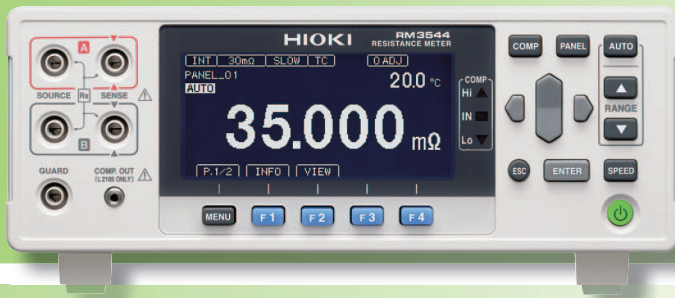 HIOKI
RM3544
RESISTANCE METER
A
SOURCE Rx SENSE
B
GUARD
COMP. OUT
(L2105 ONLY)
INT 30mΩ SLOW TC 0 ADJ
PANEL_01
AUTO
20.0 °C
35.000 mΩ
P.1/2 INFO VIEW
COMP
Hi
IN
Lo
MENU F1 F2 F3 F4
COMP PANEL AUTO
RANGE
ESC ENTER SPEED